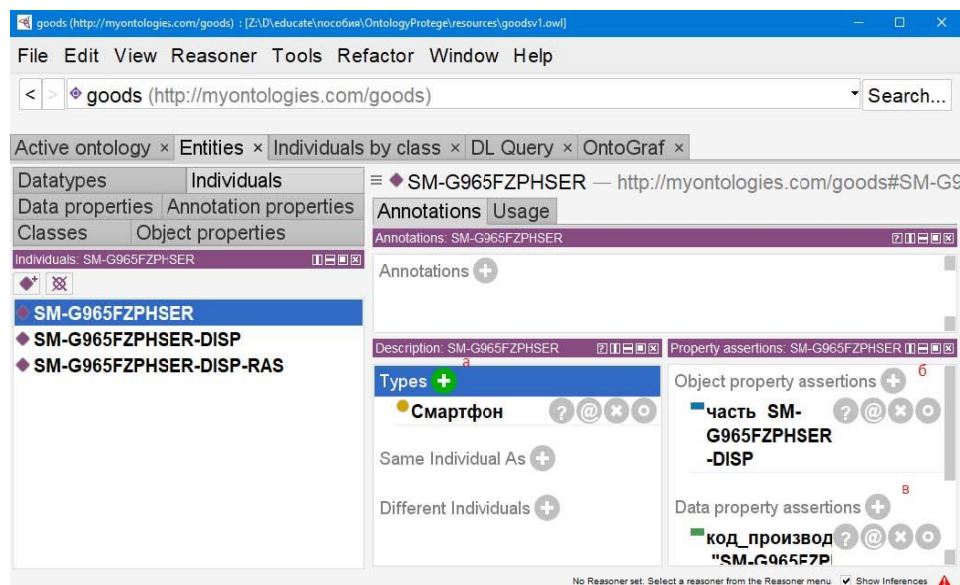 goods (http://myontologies.com/goods) : [Z:\D\educate\пособия\OntologyProtege\resources\goodsv1.owl]
File Edit View Reasoner Tools Refactor Window Help
< > goods (http://myontologies.com/goods) Search...
Active ontology × Entities × Individuals by class × DL Query × OntoGraf ×
Datatypes Individuals
Data properties Annotation properties
Classes Object properties
Individuals: SM-G965FZPHSER
SM-G965FZPHSER
SM-G965FZPHSER-DISP
SM-G965FZPHSER-DISP-RAS
≡ SM-G965FZPHSER — http://myontologies.com/goods#SM-G9
Annotations Usage
Annotations: SM-G965FZPHSER
Annotations
Description: SM-G965FZPHSER
а
Types
Смартфон
Same Individual As
Different Individuals
Property assertions: SM-G965FZPHSER
Object property assertions
б
часть SM-
G965FZPHSER
-DISP
в
Data property assertions
код_производ
"SM-G965FZP
No Reasoner set. Select a reasoner from the Reasoner menu Show Inferences